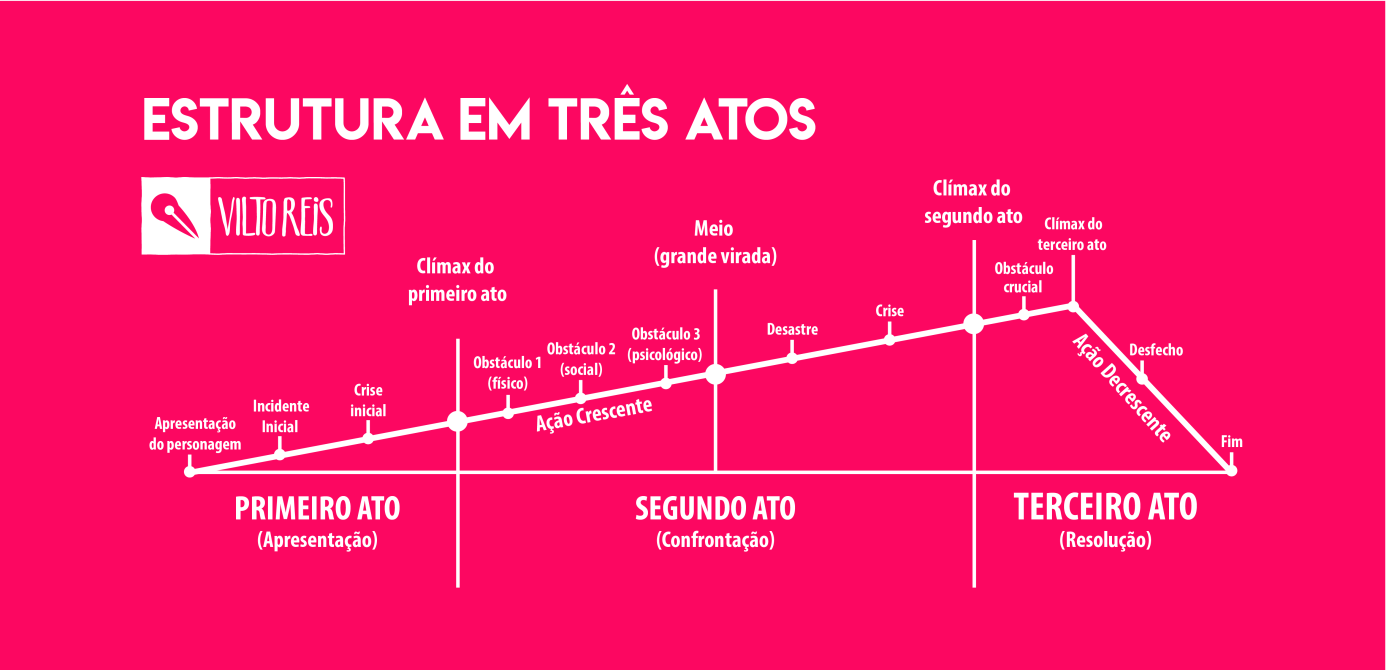 ESTRUTURA EM TRÊS ATOS
VILTO REIS
Apresentação
do personagem
Incidente
Inicial
Crise
inicial
Clímax do
primeiro ato
Obstáculo 1
(físico)
Obstáculo 2
(social)
Obstáculo 3
(psicológico)
Ação Crescente
Meio
(grande virada)
Desastre
Crise
Clímax do
segundo ato
Obstáculo
crucial
Clímax do
terceiro ato
Ação Decrescente
Desfecho
Fim
PRIMEIRO ATO
(Apresentação)
SEGUNDO ATO
(Confrontação)
TERCEIRO ATO
(Resolução)